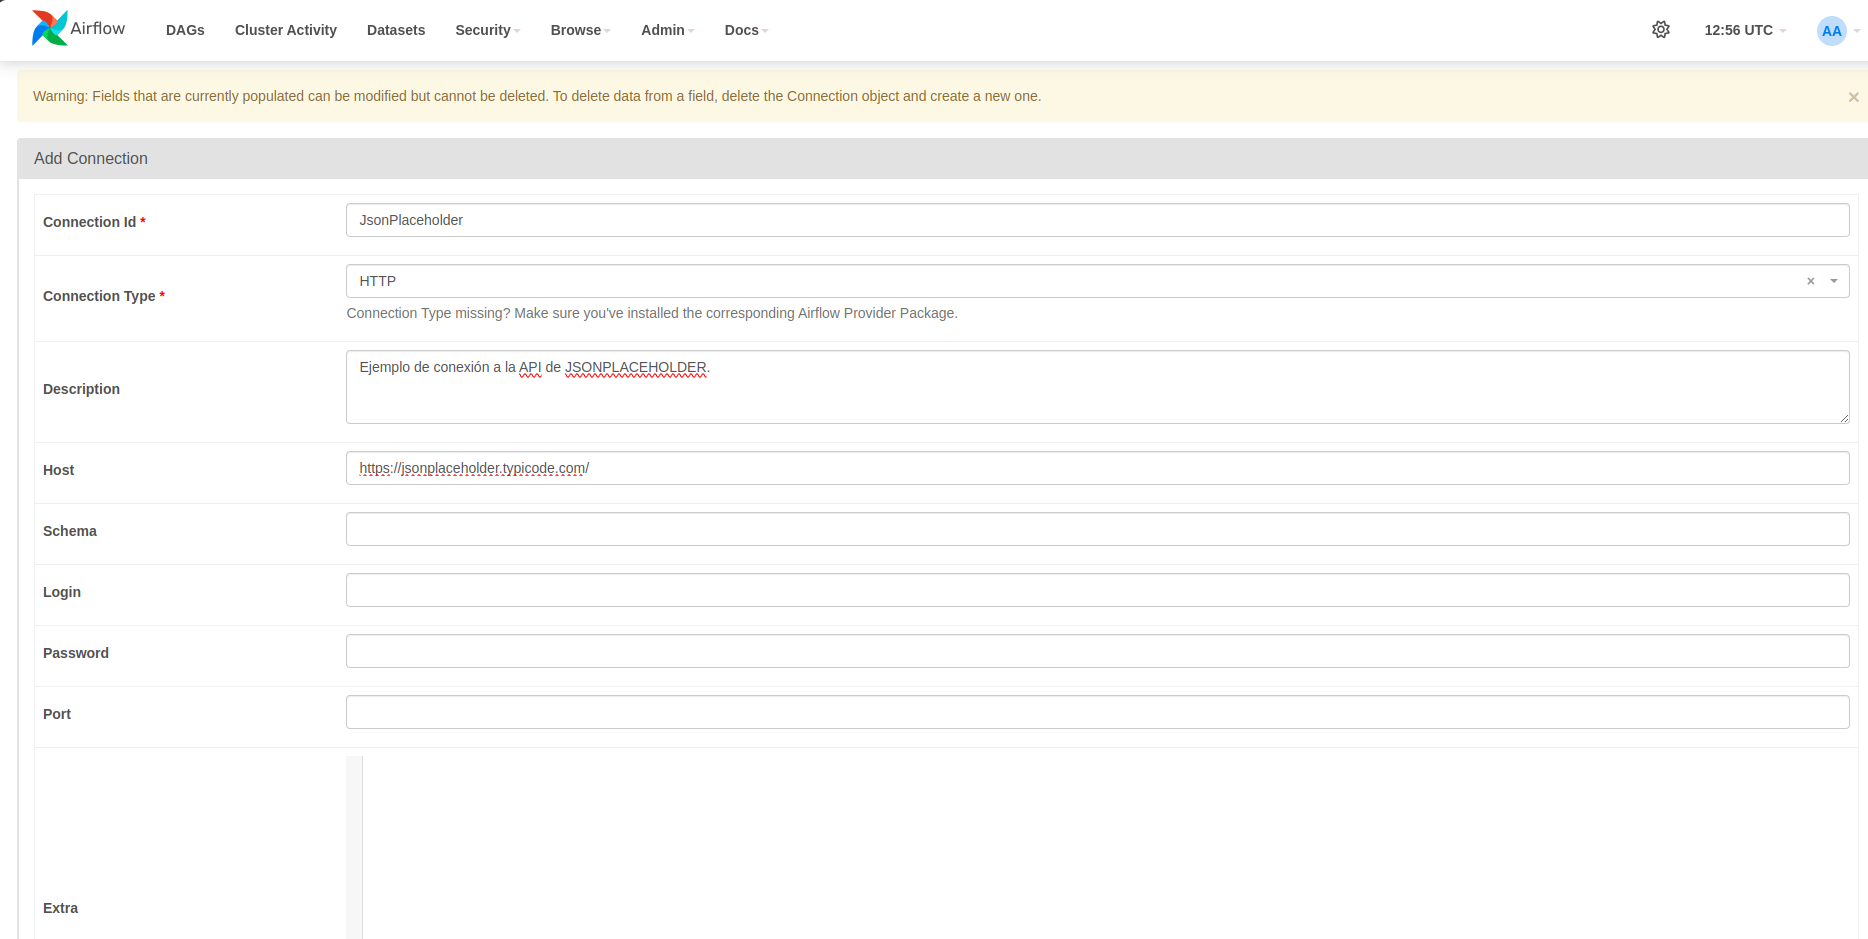 Airflow DAGs Cluster Activity Datasets Security Browse Admin Docs 12:56 UTC AA
Warning: Fields that are currently populated can be modified but cannot be deleted. To delete data from a field, delete the Connection object and create a new one. ×
Add Connection
Connection Id * JsonPlaceholder
Connection Type * HTTP ×
Connection Type missing? Make sure you've installed the corresponding Airflow Provider Package.
Description Ejemplo de conexión a la API de JSONPLACEHOLDER.
Host https://jsonplaceholder.typicode.com/
Schema
Login
Password
Port
Extra